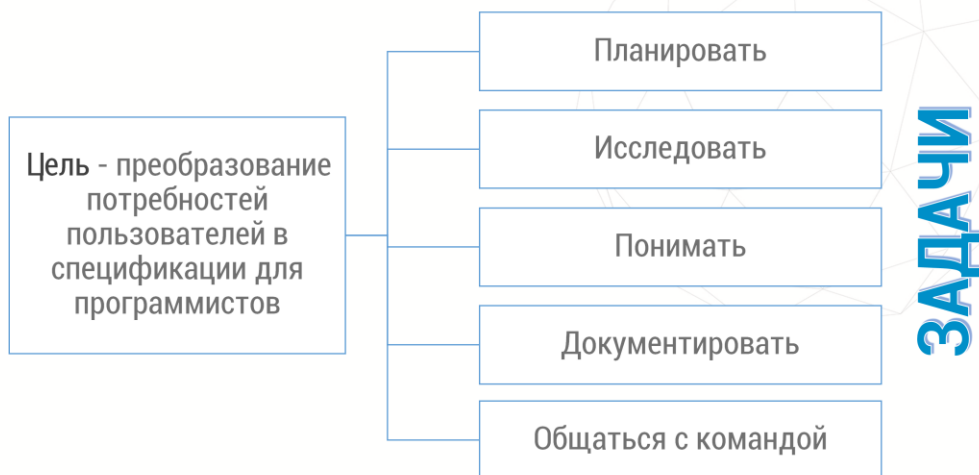 Цель - преобразование
потребностей
пользователей в
спецификации для
программистов
Планировать
Исследовать
Понимать
Документировать
Общаться с командой
ЗАДАЧИ